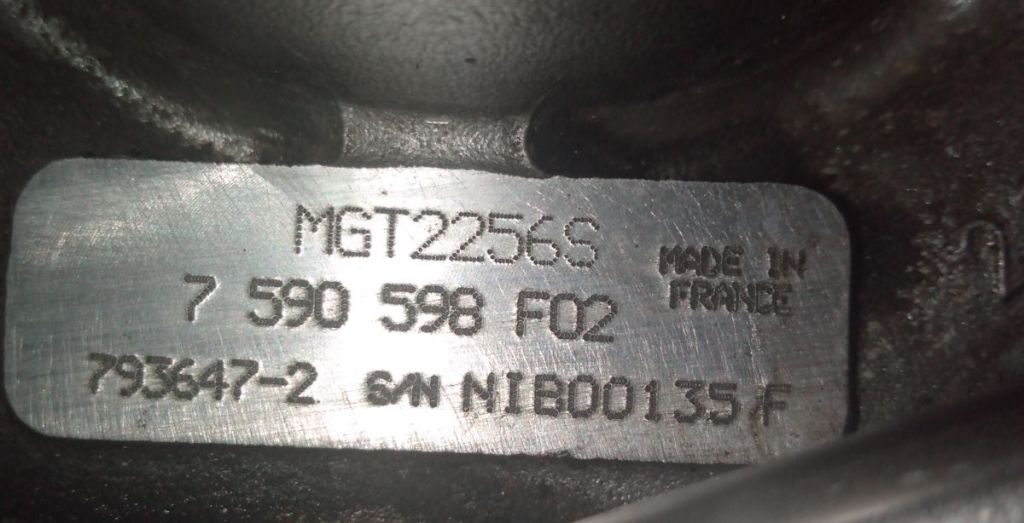 MGT2256S
MADE IN
FRANCE
7 590 598 F02
793647-2 S/N NIB00135 F